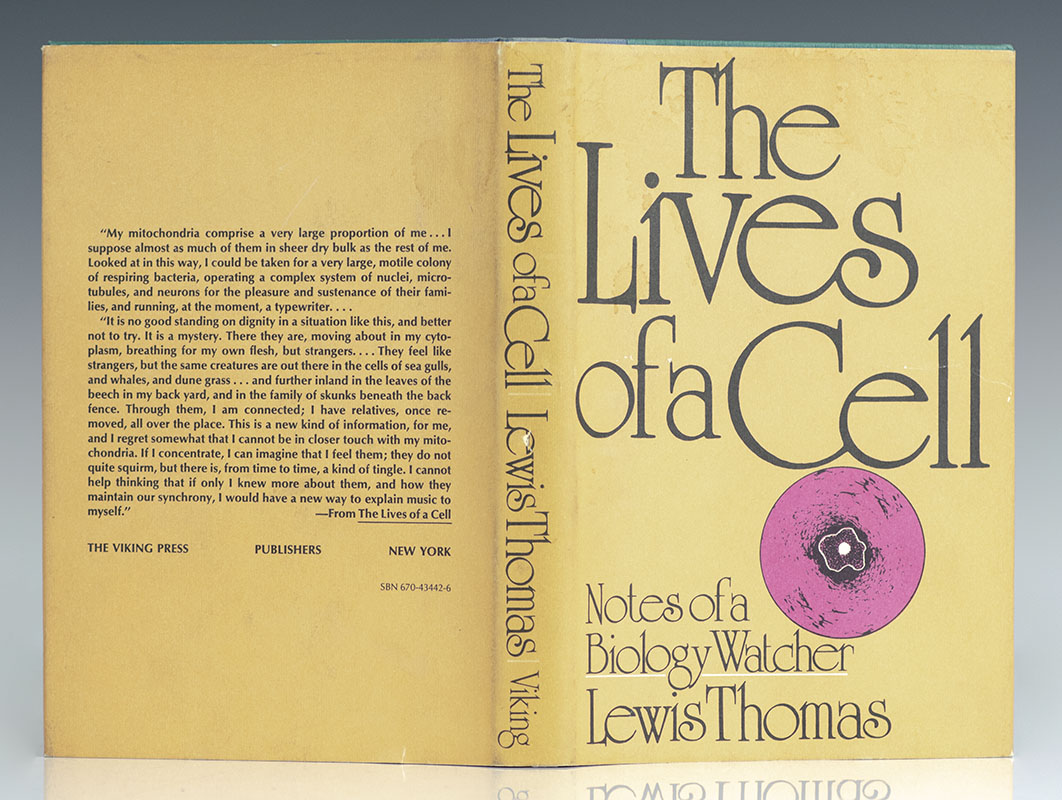 “My mitochondria comprise a very large proportion of me . . . I
suppose almost as much of them in sheer dry bulk as the rest of me.
Looked at in this way, I could be taken for a very large, motile colony
of respiring bacteria, operating a complex system of nuclei, micro-
tubules, and neurons for the pleasure and sustenance of their fami-
lies, and running, at the moment, a typewriter. . . .
“It is no good standing on dignity in a situation like this, and better
not to try. It is a mystery. There they are, moving about in my cyto-
plasm, breathing for my own flesh, but strangers. . . . They feel like
strangers, but the same creatures are out there in the cells of sea gulls,
and whales, and dune grass . . . and further inland in the leaves of the
beech in my back yard, and in the family of skunks beneath the back
fence. Through them, I am connected; I have relatives, once re-
moved, all over the place. This is a new kind of information, for me,
and I regret somewhat that I cannot be in closer touch with my mito-
chondria. If I concentrate, I can imagine that I feel them; they do not
quite squirm, but there is, from time to time, a kind of tingle. I cannot
help thinking that if only I knew more about them, and how they
maintain our synchrony, I would have a new way to explain music to
myself.” —From The Lives of a Cell
THE VIKING PRESS PUBLISHERS NEW YORK
SBN 670-43442-6
The Lives of a Cell Lewis Thomas Viking
The
Lives
of a Cell
Notes of a
Biology Watcher
Lewis Thomas